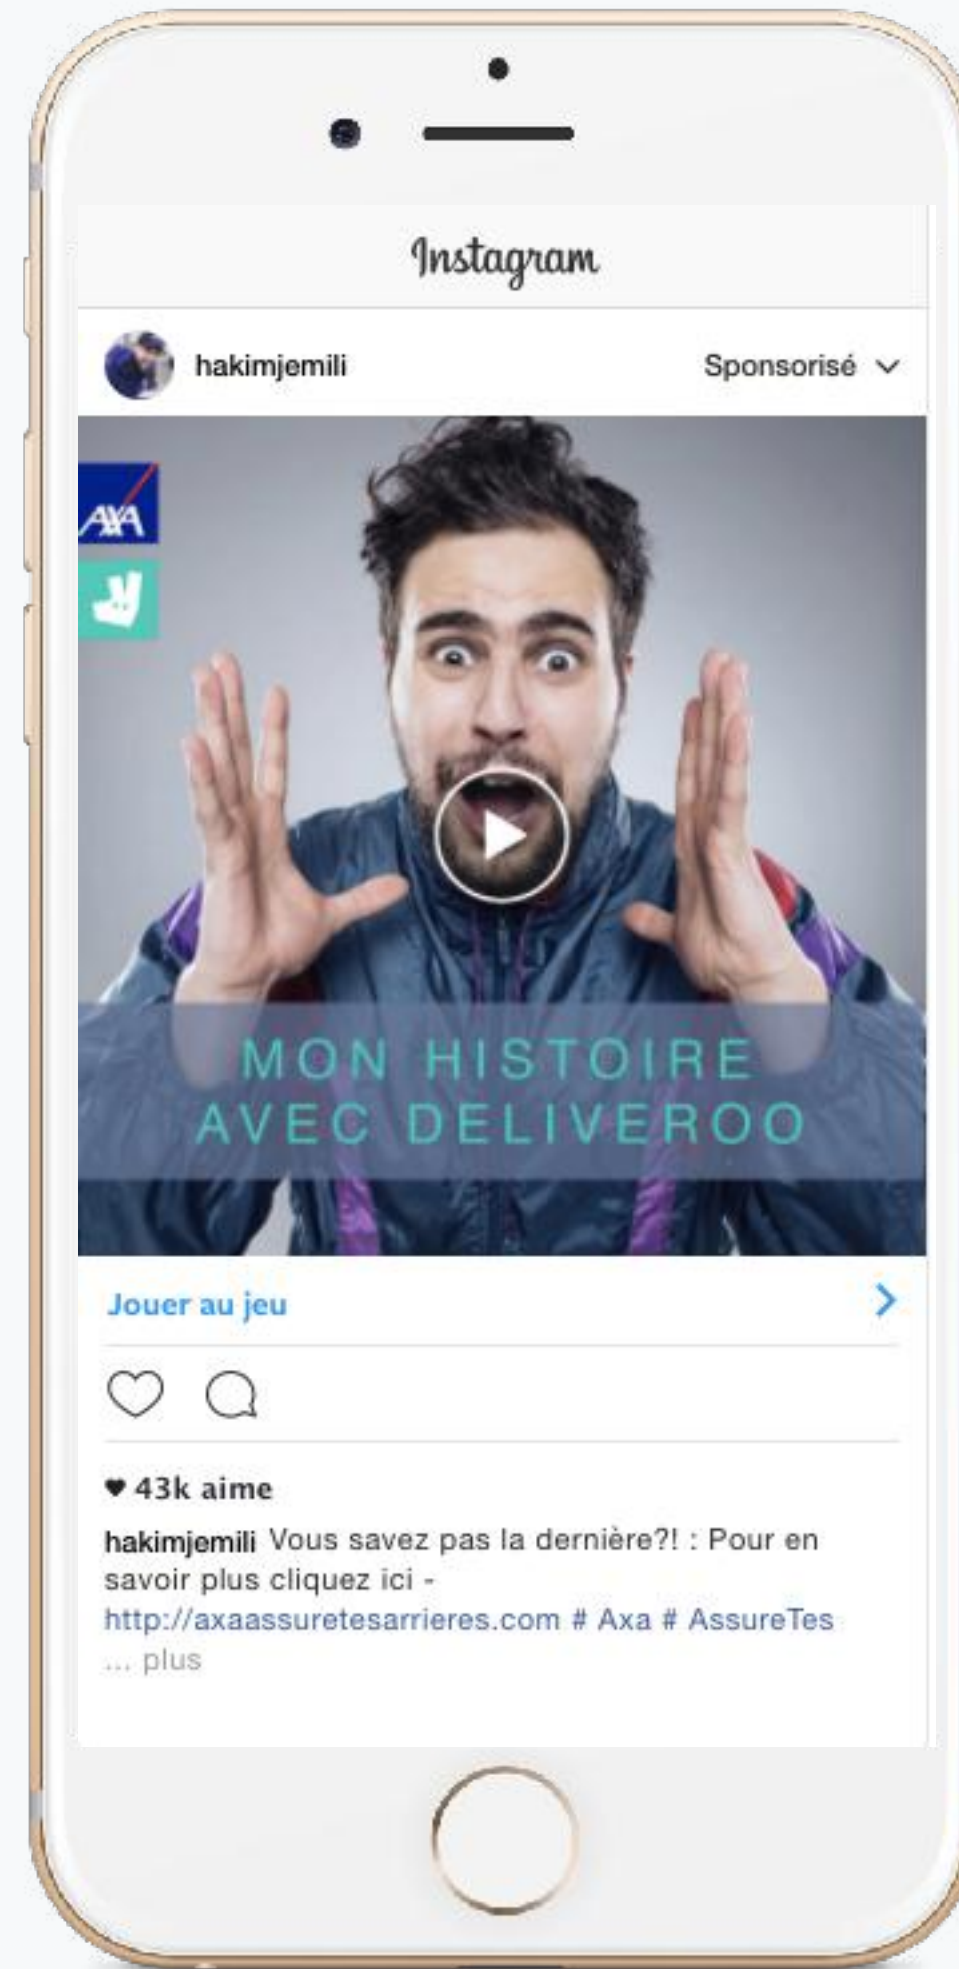 Instagram
hakimjemili
Sponsorisé
AXA
MON HISTOIRE
AVEC DELIVEROO
Jouer au jeu
43k aime
hakimjemili Vous savez pas la dernière?! : Pour en
savoir plus cliquez ici -
http://axaassuretesarrieres.com # Axa # AssureTes
... plus